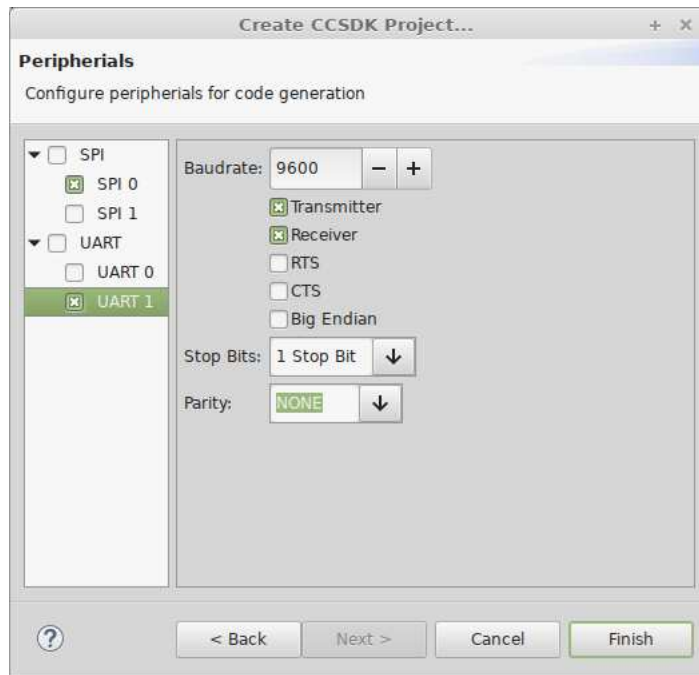 Create CCSDK Project...
Peripherials
Configure peripherials for code generation
SPI
SPI 0
SPI 1
UART
UART 0
UART 1
Baudrate: 9600 − +
Transmitter
Receiver
RTS
CTS
Big Endian
Stop Bits: 1 Stop Bit
Parity: NONE
? < Back Next > Cancel Finish